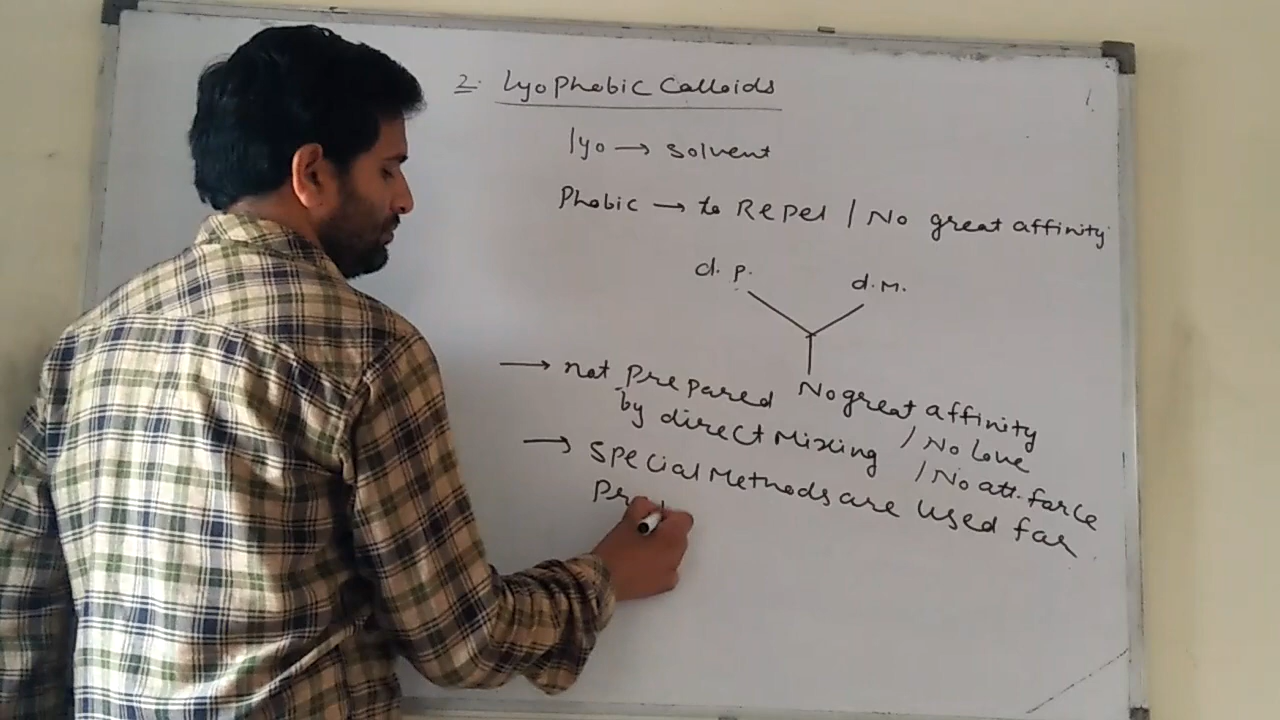 2. Lyophobic Colloids
lyo → solvent
Phobic → to Repel / No great affinity
d. p. d. M.
No great affinity
/ No Love
/ No att. force
→ not prepared
by direct Mixing
→ Special Methods are used for
Pr